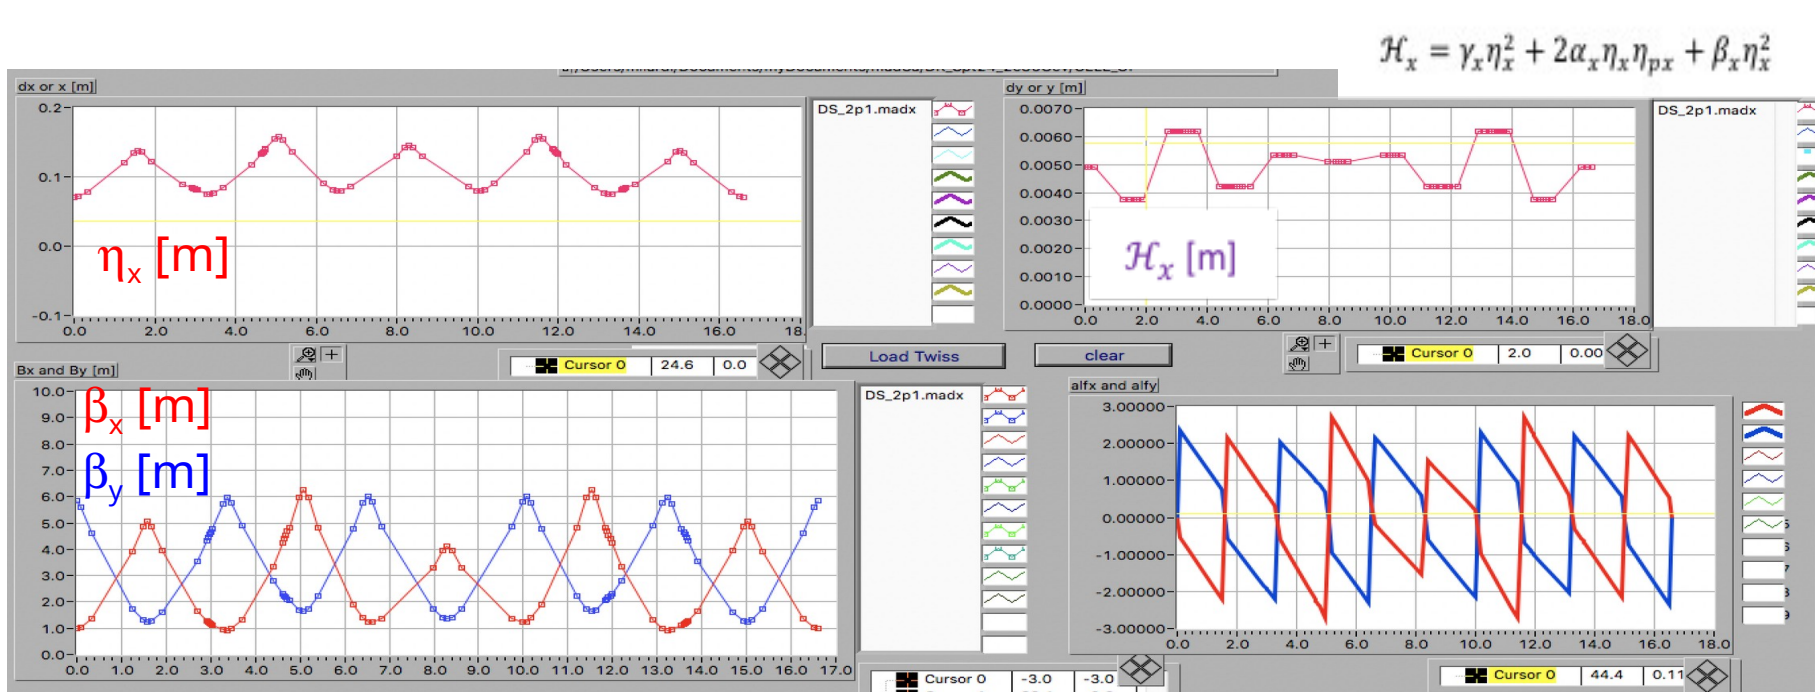 ℋₓ = γₓηₓ² + 2αₓηₓηₚₓ + βₓηₓ²
dx or x [m]
0.2
0.1
0.0
-0.1
0.0 2.0 4.0 6.0 8.0 10.0 12.0 14.0 16.0 18.
ηₓ [m]
DS_2p1.madx
dy or y [m]
0.0070
0.0060
0.0050
0.0040
0.0030
0.0020
0.0010
0.0000
0.0 2.0 4.0 6.0 8.0 10.0 12.0 14.0 16.0 18.0
ℋₓ [m]
DS_2p1.madx
Cursor 0 24.6 0.0
Load Twiss
clear
Cursor 0 2.0 0.00
Bx and By [m]
10.0
9.0
8.0
7.0
6.0
5.0
4.0
3.0
2.0
1.0
0.0
0.0 1.0 2.0 3.0 4.0 5.0 6.0 7.0 8.0 9.0 10.0 11.0 12.0 13.0 14.0 15.0 16.0 17.0
βₓ [m]
βᵧ [m]
DS_2p1.madx
alfx and alfy
3.00000
2.00000
1.00000
0.00000
-1.00000
-2.00000
-3.00000
0.0 2.0 4.0 6.0 8.0 10.0 12.0 14.0 16.0 18.0
Cursor 0 -3.0 -3.0
Cursor 0 44.4 0.11